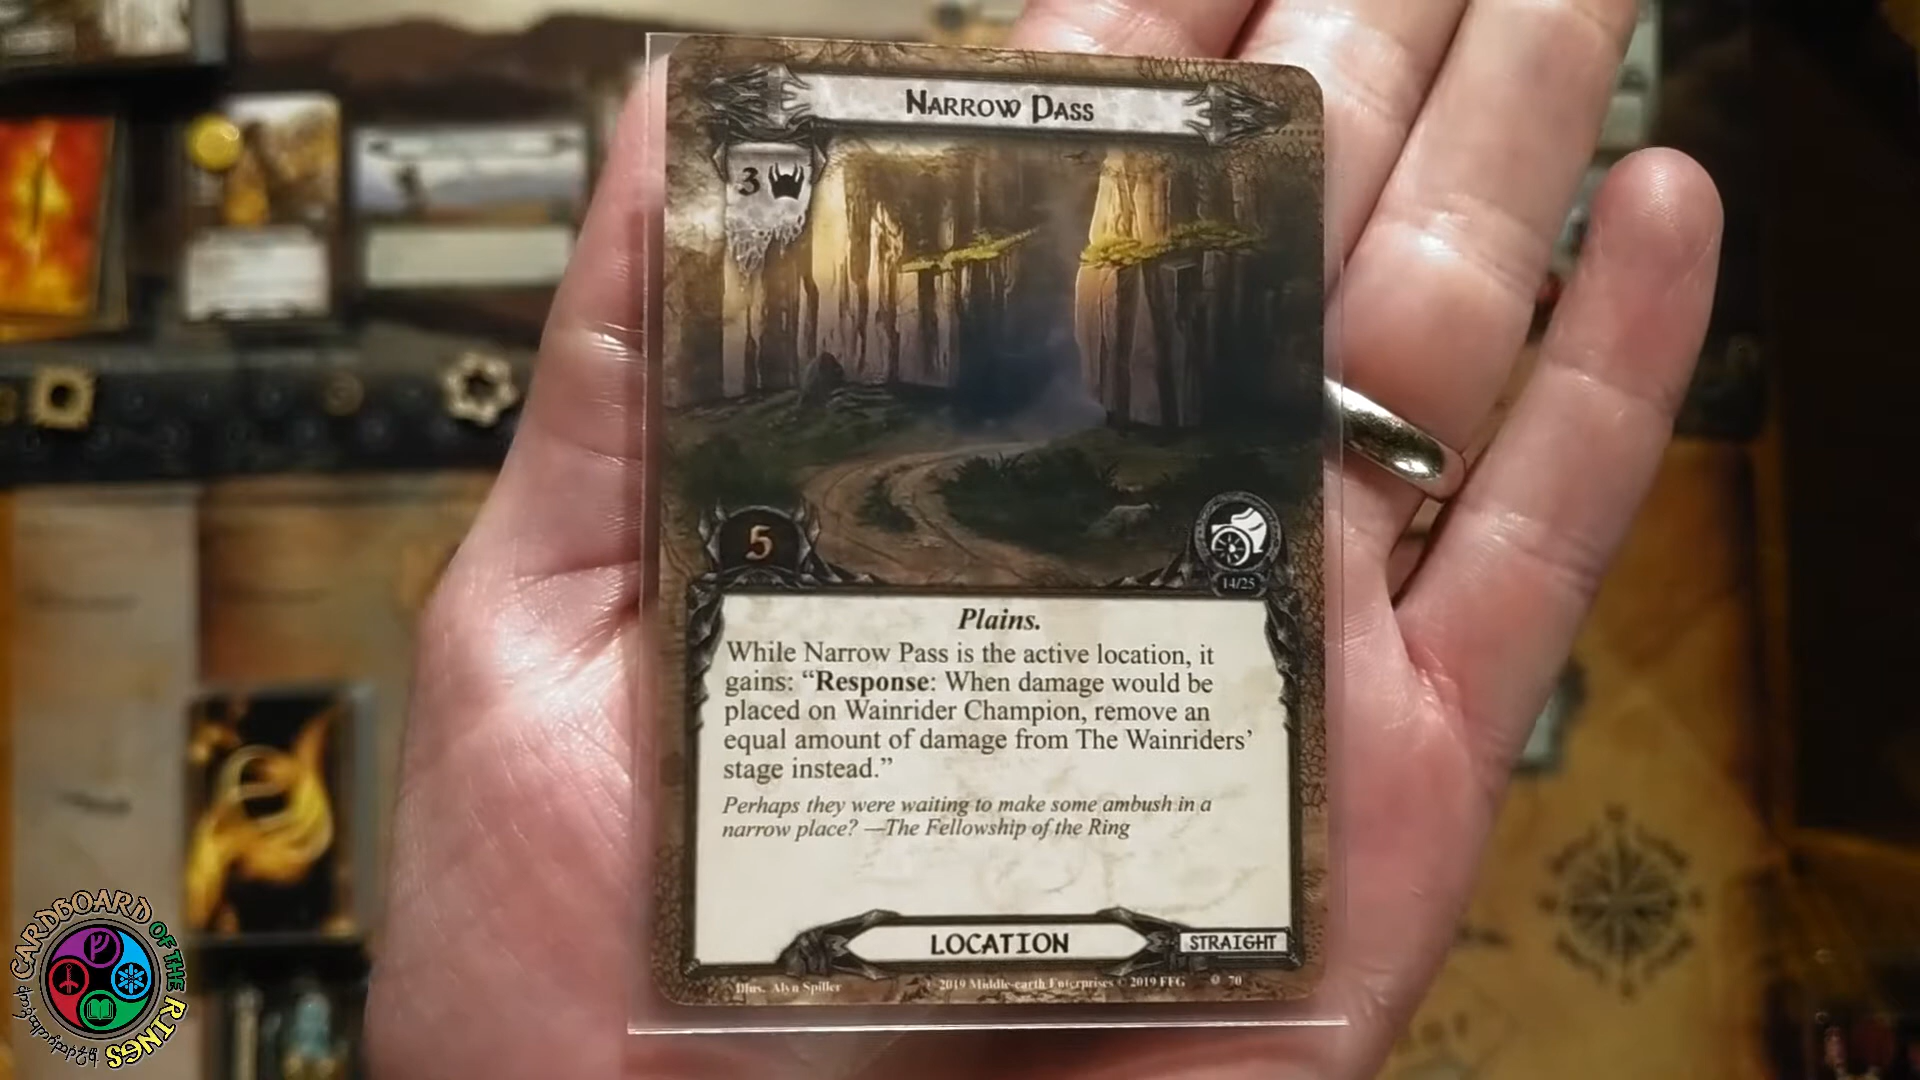 NARROW PASS
3
5
14/25
Plains.
While Narrow Pass is the active location, it
gains: “Response: When damage would be
placed on Wainrider Champion, remove an
equal amount of damage from The Wainriders’
stage instead.”
Perhaps they were waiting to make some ambush in a
narrow place? —The Fellowship of the Ring
LOCATION
STRAIGHT
Illus. Alyn Spiller
2019 Middle-earth Enterprises © 2019 FFG
70
CARDBOARD OF THE RINGS